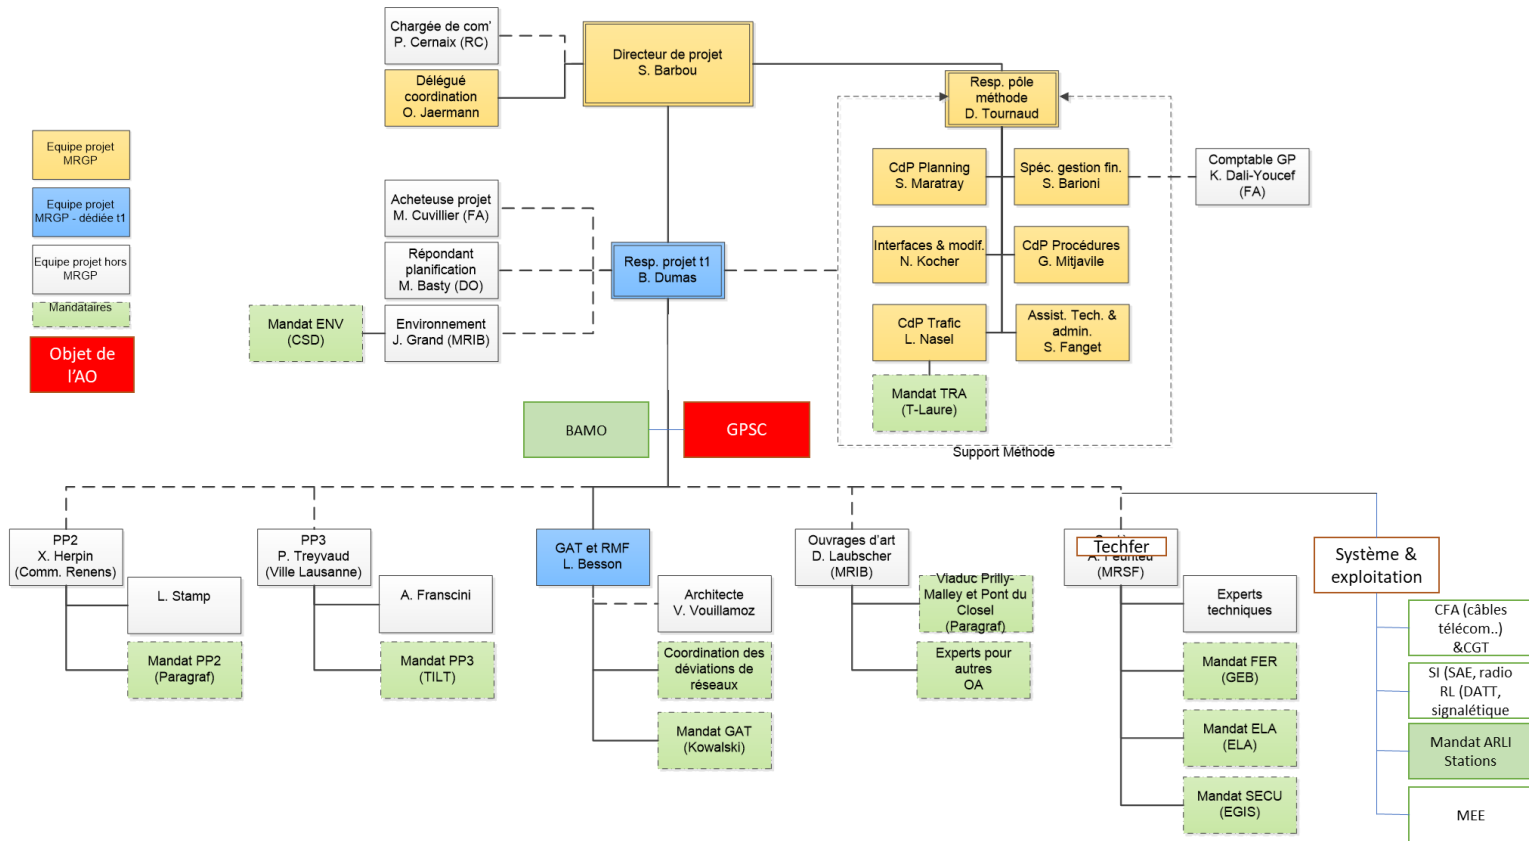 Chargée de com'
P. Cernaix (RC)
Délégué
coordination
O. Jaermann
Directeur de projet
S. Barbou
Resp. pôle
méthode
D. Tournaud
Equipe projet
MRGP
Equipe projet
MRGP - dédiée t1
Equipe projet hors
MRGP
Mandataires
Objet de
l'AO
Acheteuse projet
M. Cuvillier (FA)
Répondant
planification
M. Basty (DO)
Environnement
J. Grand (MRIB)
Mandat ENV
(CSD)
Resp. projet t1
B. Dumas
CdP Planning
S. Maratray
Spéc. gestion fin.
S. Barioni
Comptable GP
K. Dali-Youcef
(FA)
Interfaces & modif.
N. Kocher
CdP Procédures
G. Mitjavile
CdP Trafic
L. Nasel
Assist. Tech. &
admin.
S. Fanget
Mandat TRA
(T-Laure)
Support Méthode
BAMO
GPSC
PP2
X. Herpin
(Comm. Renens)
L. Stamp
Mandat PP2
(Paragraf)
PP3
P. Treyvaud
(Ville Lausanne)
A. Franscini
Mandat PP3
(TILT)
GAT et RMF
L. Besson
Architecte
V. Vouillamoz
Coordination des
déviations de
réseaux
Mandat GAT
(Kowalski)
Ouvrages d'art
D. Laubscher
(MRIB)
Viaduc Prilly-
Malley et Pont du
Closel
(Paragraf)
Experts pour
autres
OA
Techfer
(MRSF)
Experts
techniques
Mandat FER
(GEB)
Mandat ELA
(ELA)
Mandat SECU
(EGIS)
Système &
exploitation
CFA (câbles
télécom..)
&CGT
SI (SAE, radio
RL (DATT,
signalétique
Mandat ARLI
Stations
MEE